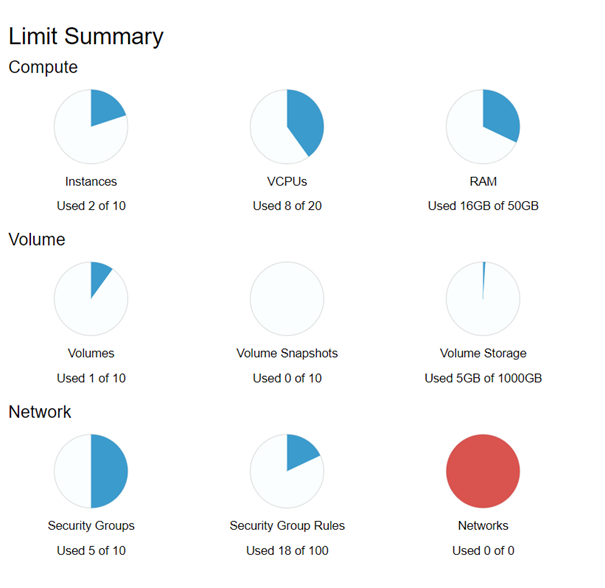 Limit Summary
Compute
Instances
VCPUs
RAM
Used 2 of 10
Used 8 of 20
Used 16GB of 50GB
Volume
Volumes
Volume Snapshots
Volume Storage
Used 1 of 10
Used 0 of 10
Used 5GB of 1000GB
Network
Security Groups
Security Group Rules
Networks
Used 5 of 10
Used 18 of 100
Used 0 of 0